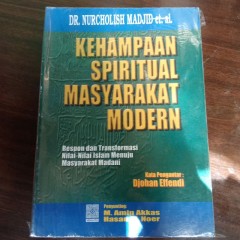 DR. NURCHOLISH MADJID et-al.
KEHAMPAAN
SPIRITUAL
MASYARAKAT
MODERN
Respon dan Transformasi
Nilai-Nilai Islam Menuju
Masyarakat Madani
Kata Pengantar :
Djohan Effendi
Penyunting:
M. Amin Akkas
Hasan M. Noer